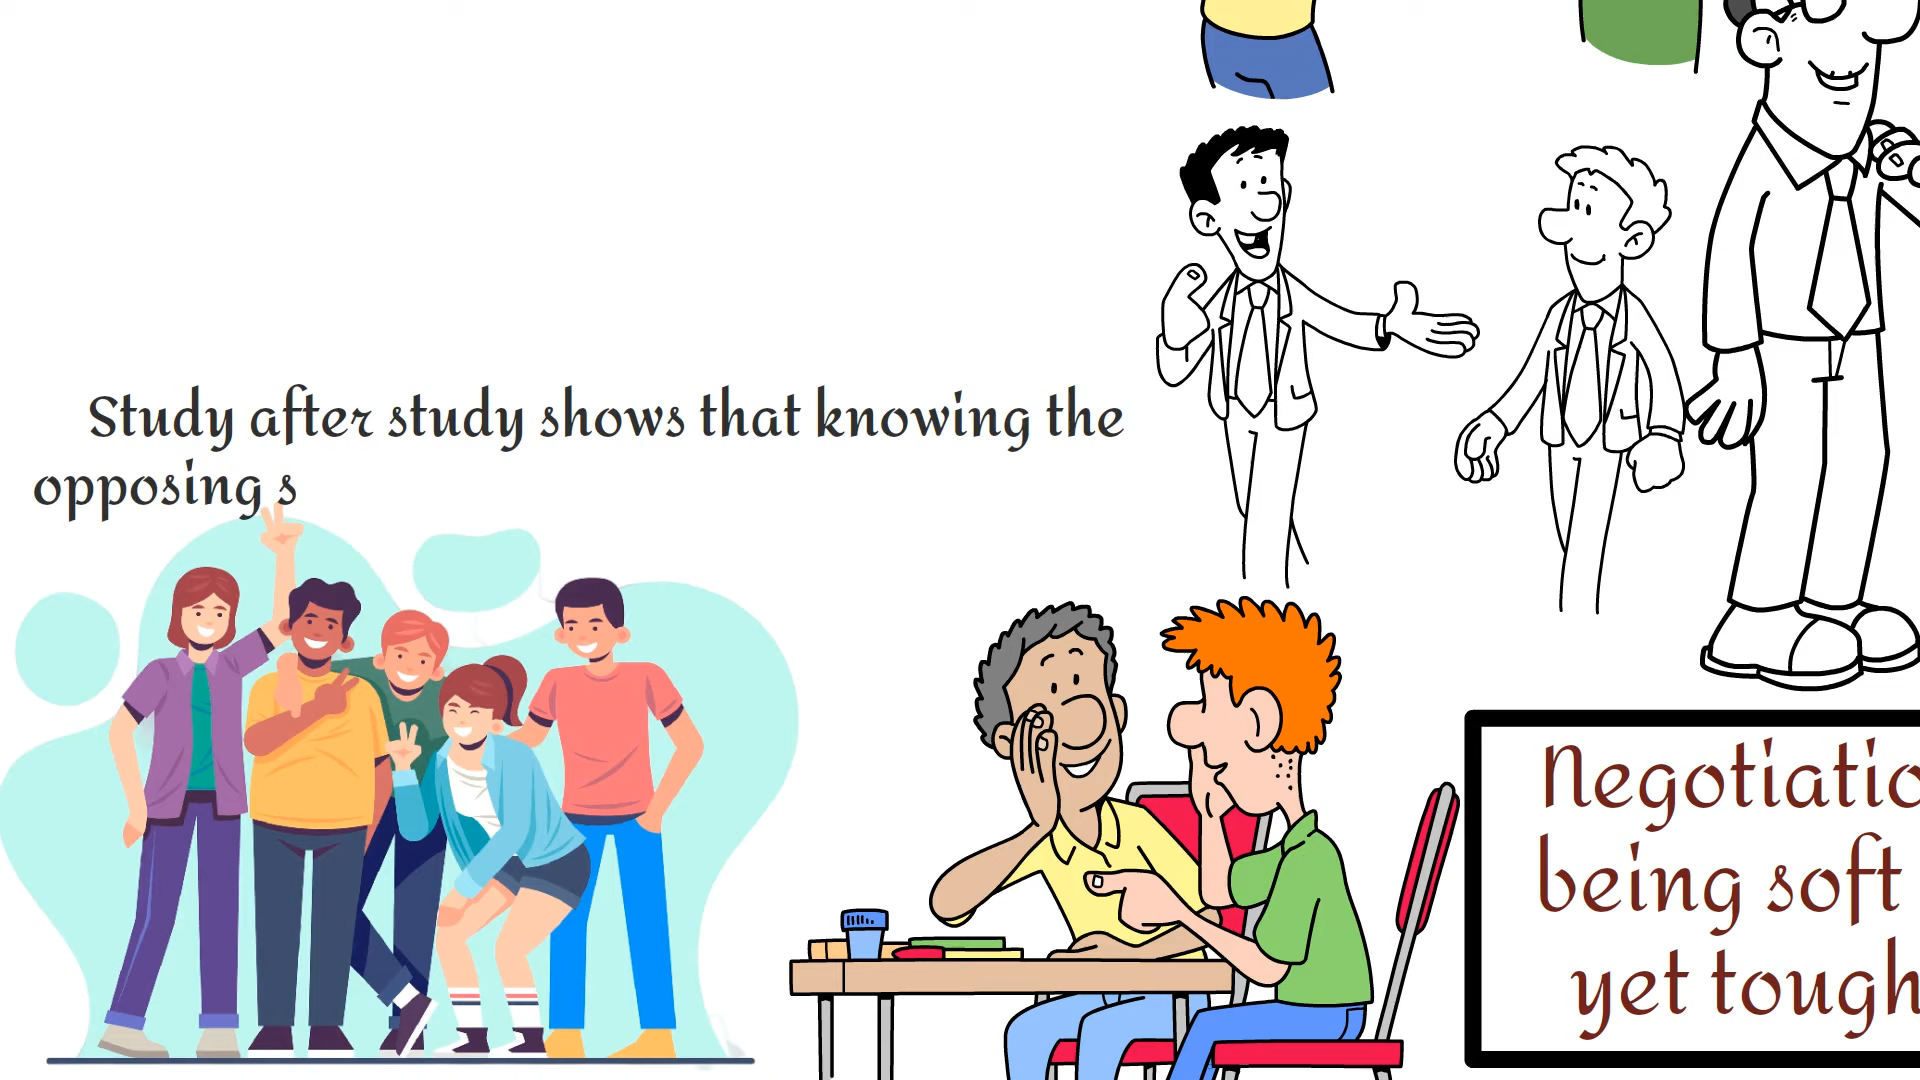 Study after study shows that knowing the
opposing s
Negotiatio
being soft
yet tough